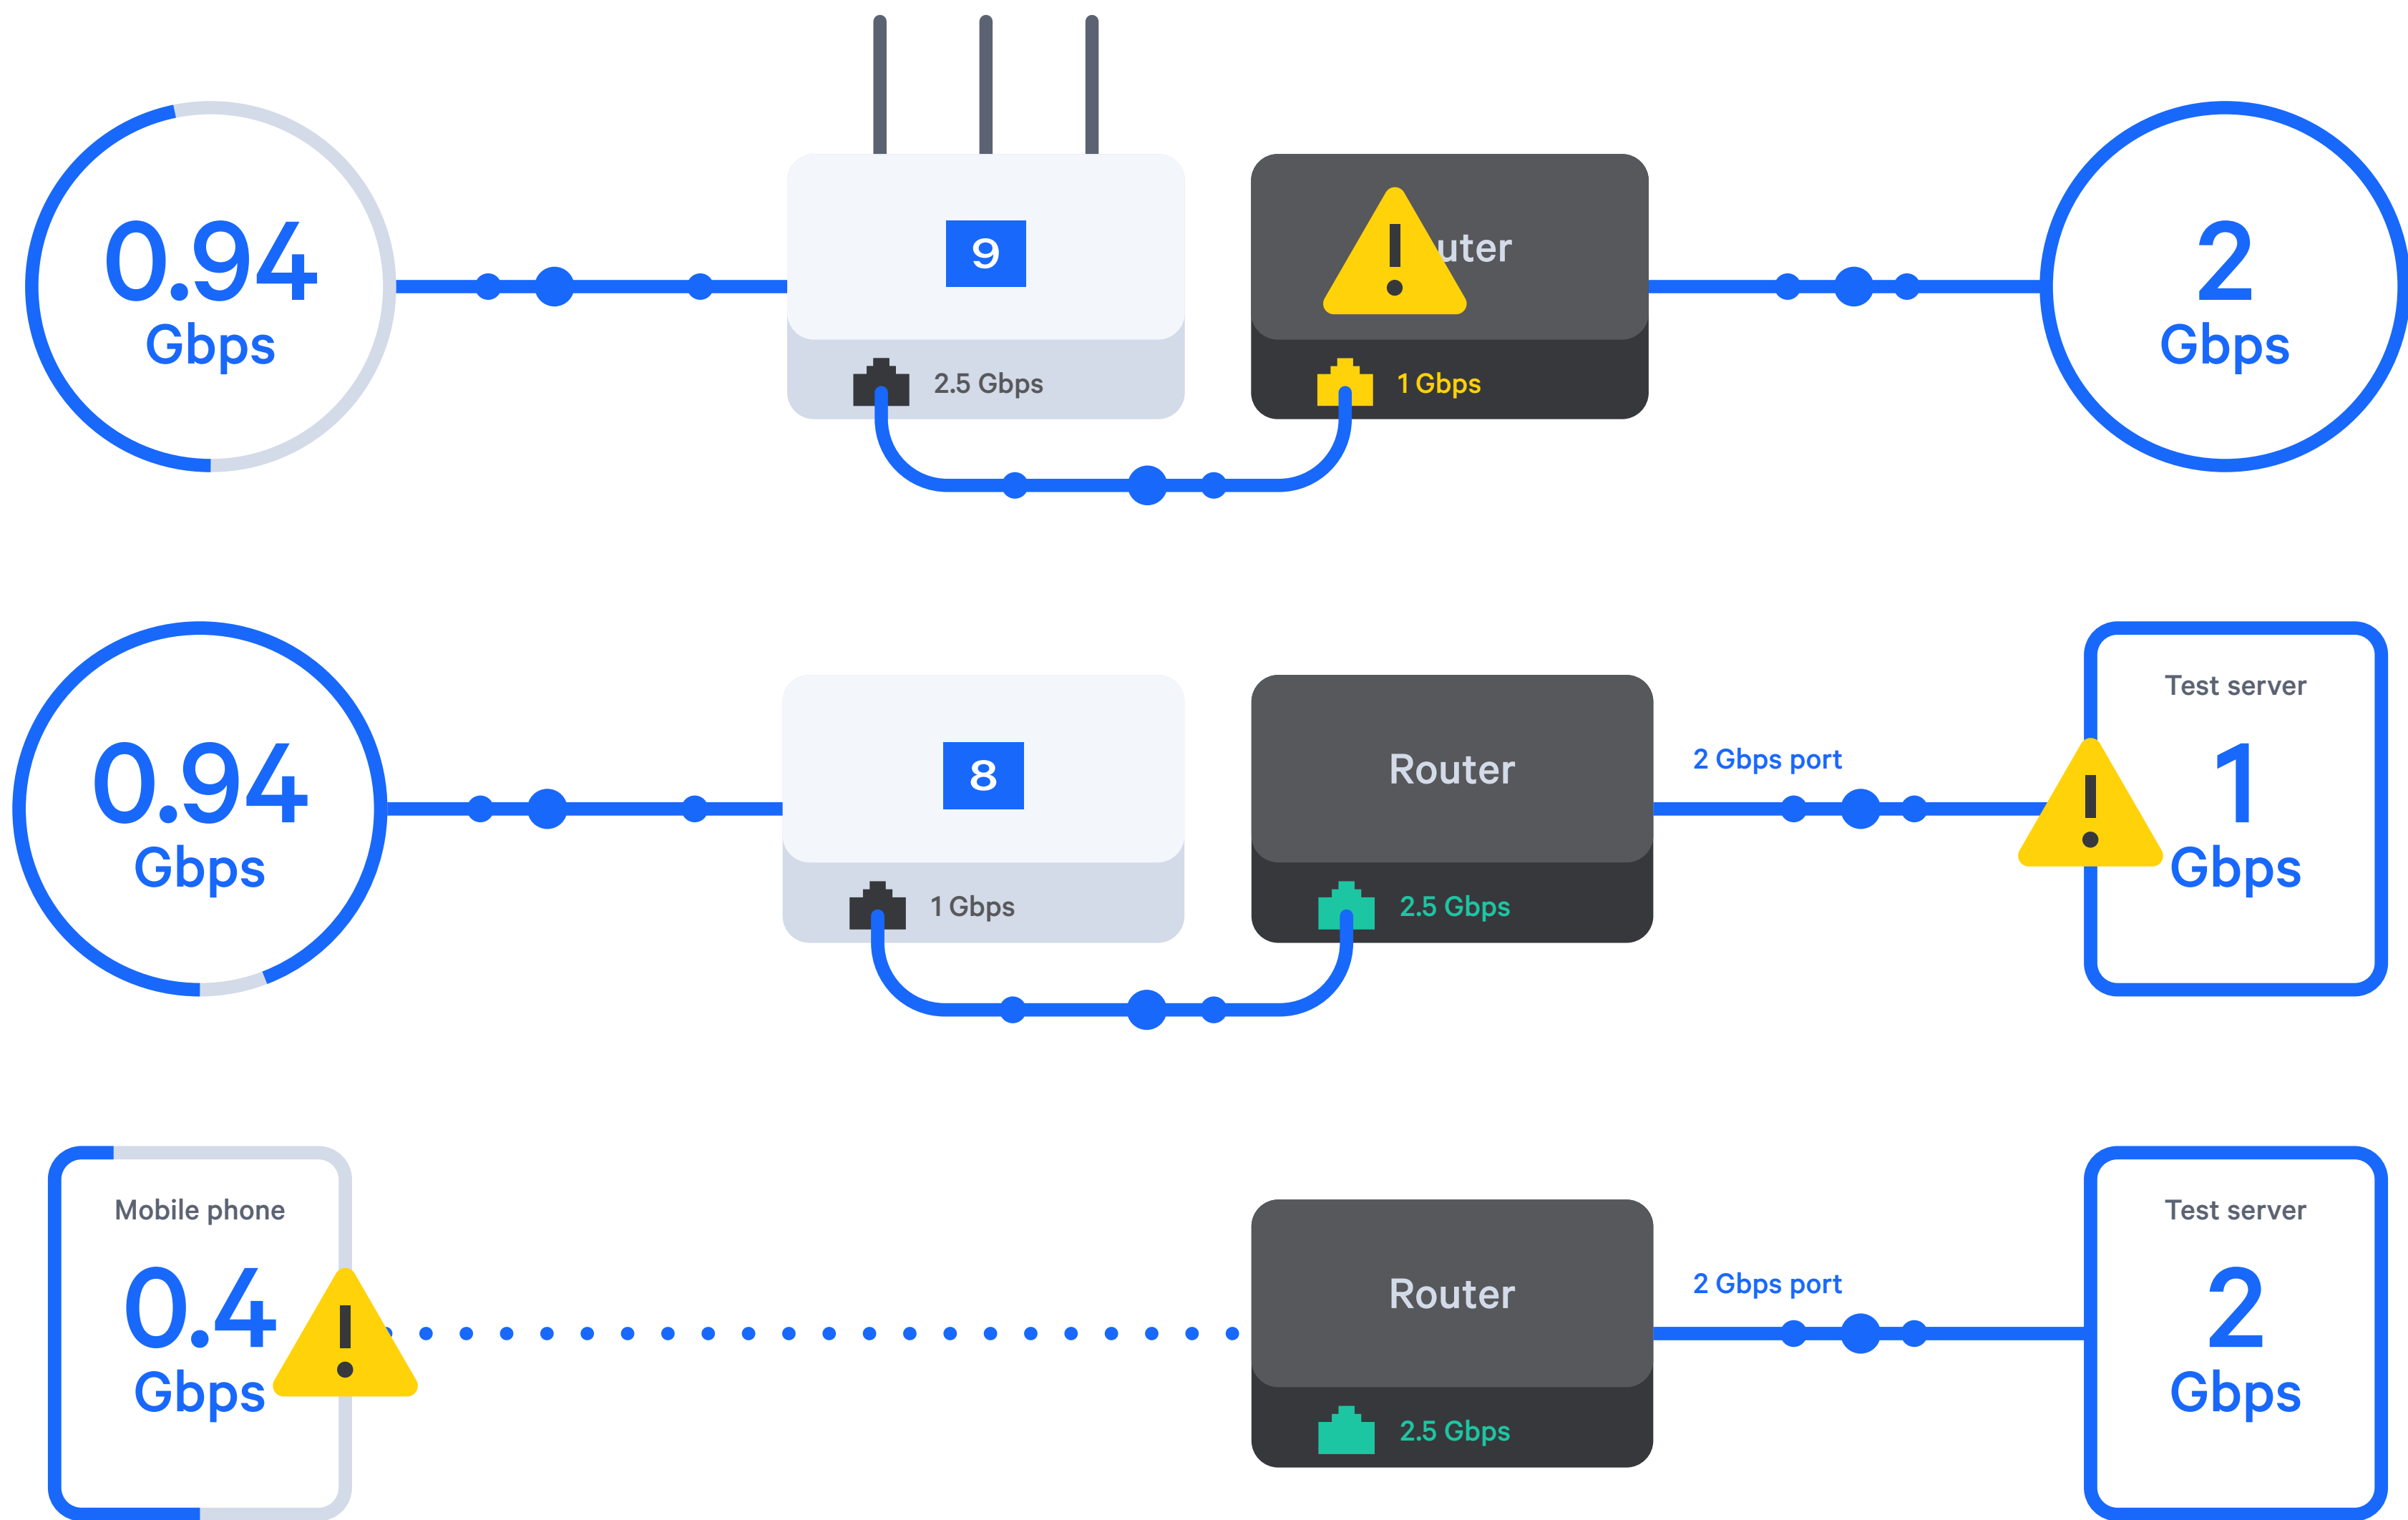 0.94
Gbps
9
2.5 Gbps
uter
1 Gbps
2
Gbps
0.94
Gbps
8
1 Gbps
Router
2.5 Gbps
2 Gbps port
Test server
1
Gbps
Mobile phone
0.4
Gbps
Router
2.5 Gbps
2 Gbps port
Test server
2
Gbps